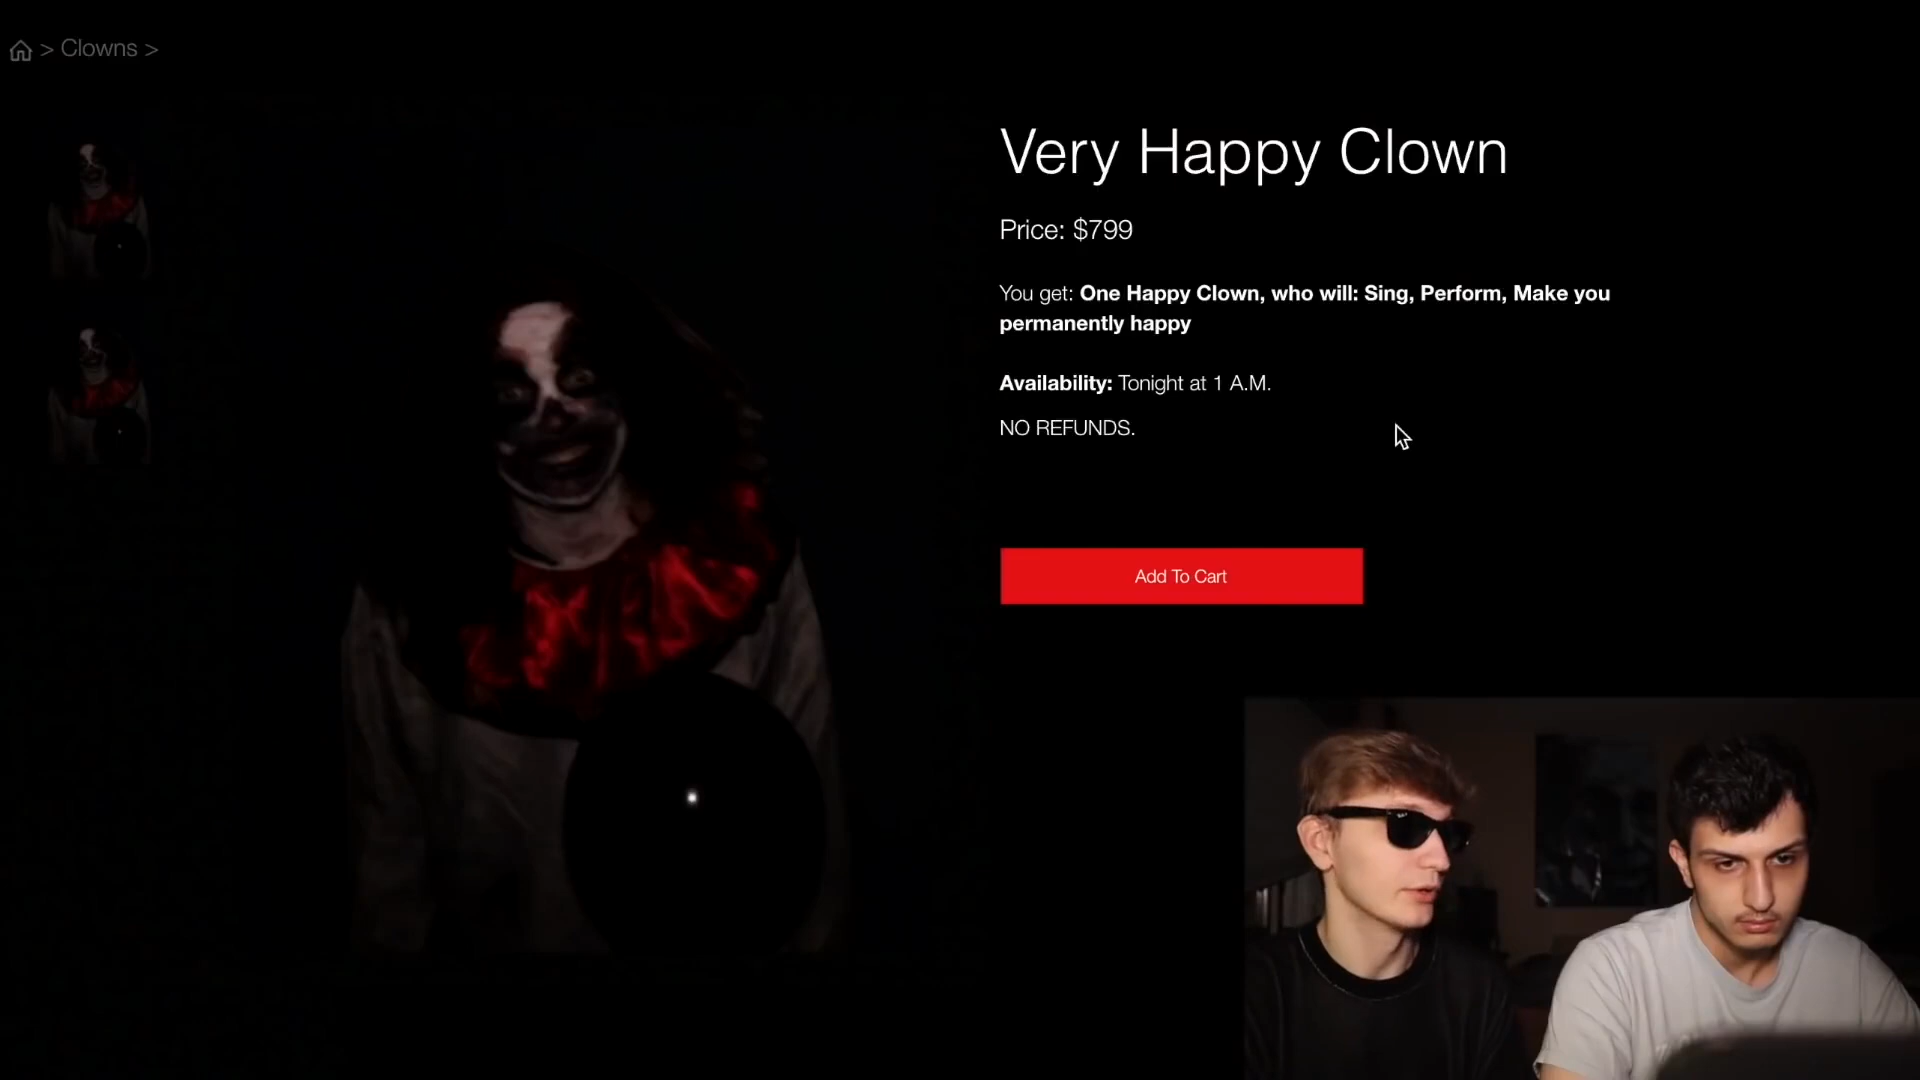 > Clowns >
Very Happy Clown
Price: $799
You get: One Happy Clown, who will: Sing, Perform, Make you
permanently happy
Availability: Tonight at 1 A.M.
NO REFUNDS.
Add To Cart